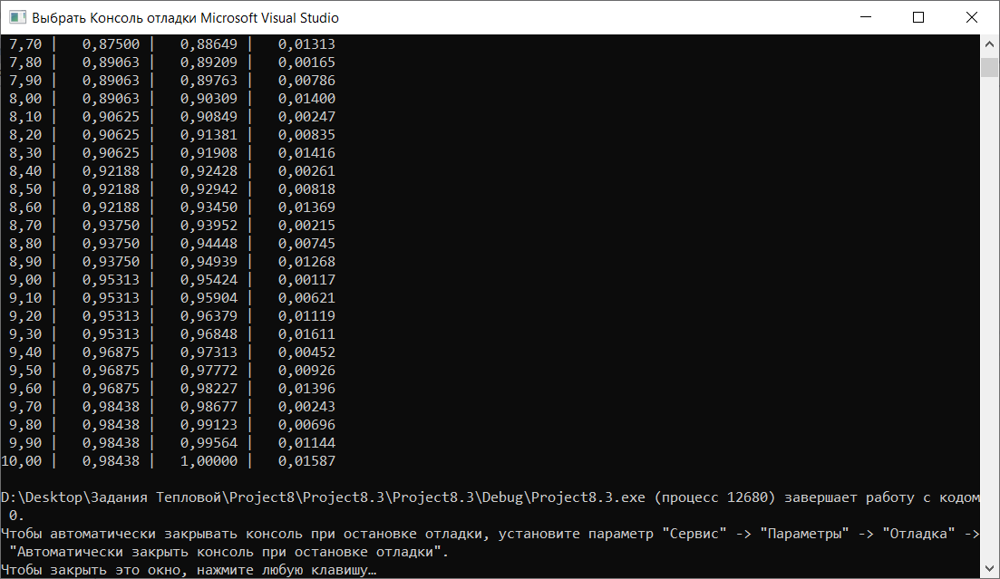 Выбрать Консоль отладки Microsoft Visual Studio
7,70 | 0,87500 | 0,88649 | 0,01313
7,80 | 0,89063 | 0,89209 | 0,00165
7,90 | 0,89063 | 0,89763 | 0,00786
8,00 | 0,89063 | 0,90309 | 0,01400
8,10 | 0,90625 | 0,90849 | 0,00247
8,20 | 0,90625 | 0,91381 | 0,00835
8,30 | 0,90625 | 0,91908 | 0,01416
8,40 | 0,92188 | 0,92428 | 0,00261
8,50 | 0,92188 | 0,92942 | 0,00818
8,60 | 0,92188 | 0,93450 | 0,01369
8,70 | 0,93750 | 0,93952 | 0,00215
8,80 | 0,93750 | 0,94448 | 0,00745
8,90 | 0,93750 | 0,94939 | 0,01268
9,00 | 0,95313 | 0,95424 | 0,00117
9,10 | 0,95313 | 0,95904 | 0,00621
9,20 | 0,95313 | 0,96379 | 0,01119
9,30 | 0,95313 | 0,96848 | 0,01611
9,40 | 0,96875 | 0,97313 | 0,00452
9,50 | 0,96875 | 0,97772 | 0,00926
9,60 | 0,96875 | 0,98227 | 0,01396
9,70 | 0,98438 | 0,98677 | 0,00243
9,80 | 0,98438 | 0,99123 | 0,00696
9,90 | 0,98438 | 0,99564 | 0,01144
10,00 | 0,98438 | 1,00000 | 0,01587
D:\Desktop\Задания Тепловой\Project8\Project8.3\Project8.3\Debug\Project8.3.exe (процесс 12680) завершает работу с кодом
0.
Чтобы автоматически закрывать консоль при остановке отладки, установите параметр "Сервис" -> "Параметры" -> "Отладка" ->
"Автоматически закрыть консоль при остановке отладки".
Чтобы закрыть это окно, нажмите любую клавишу…